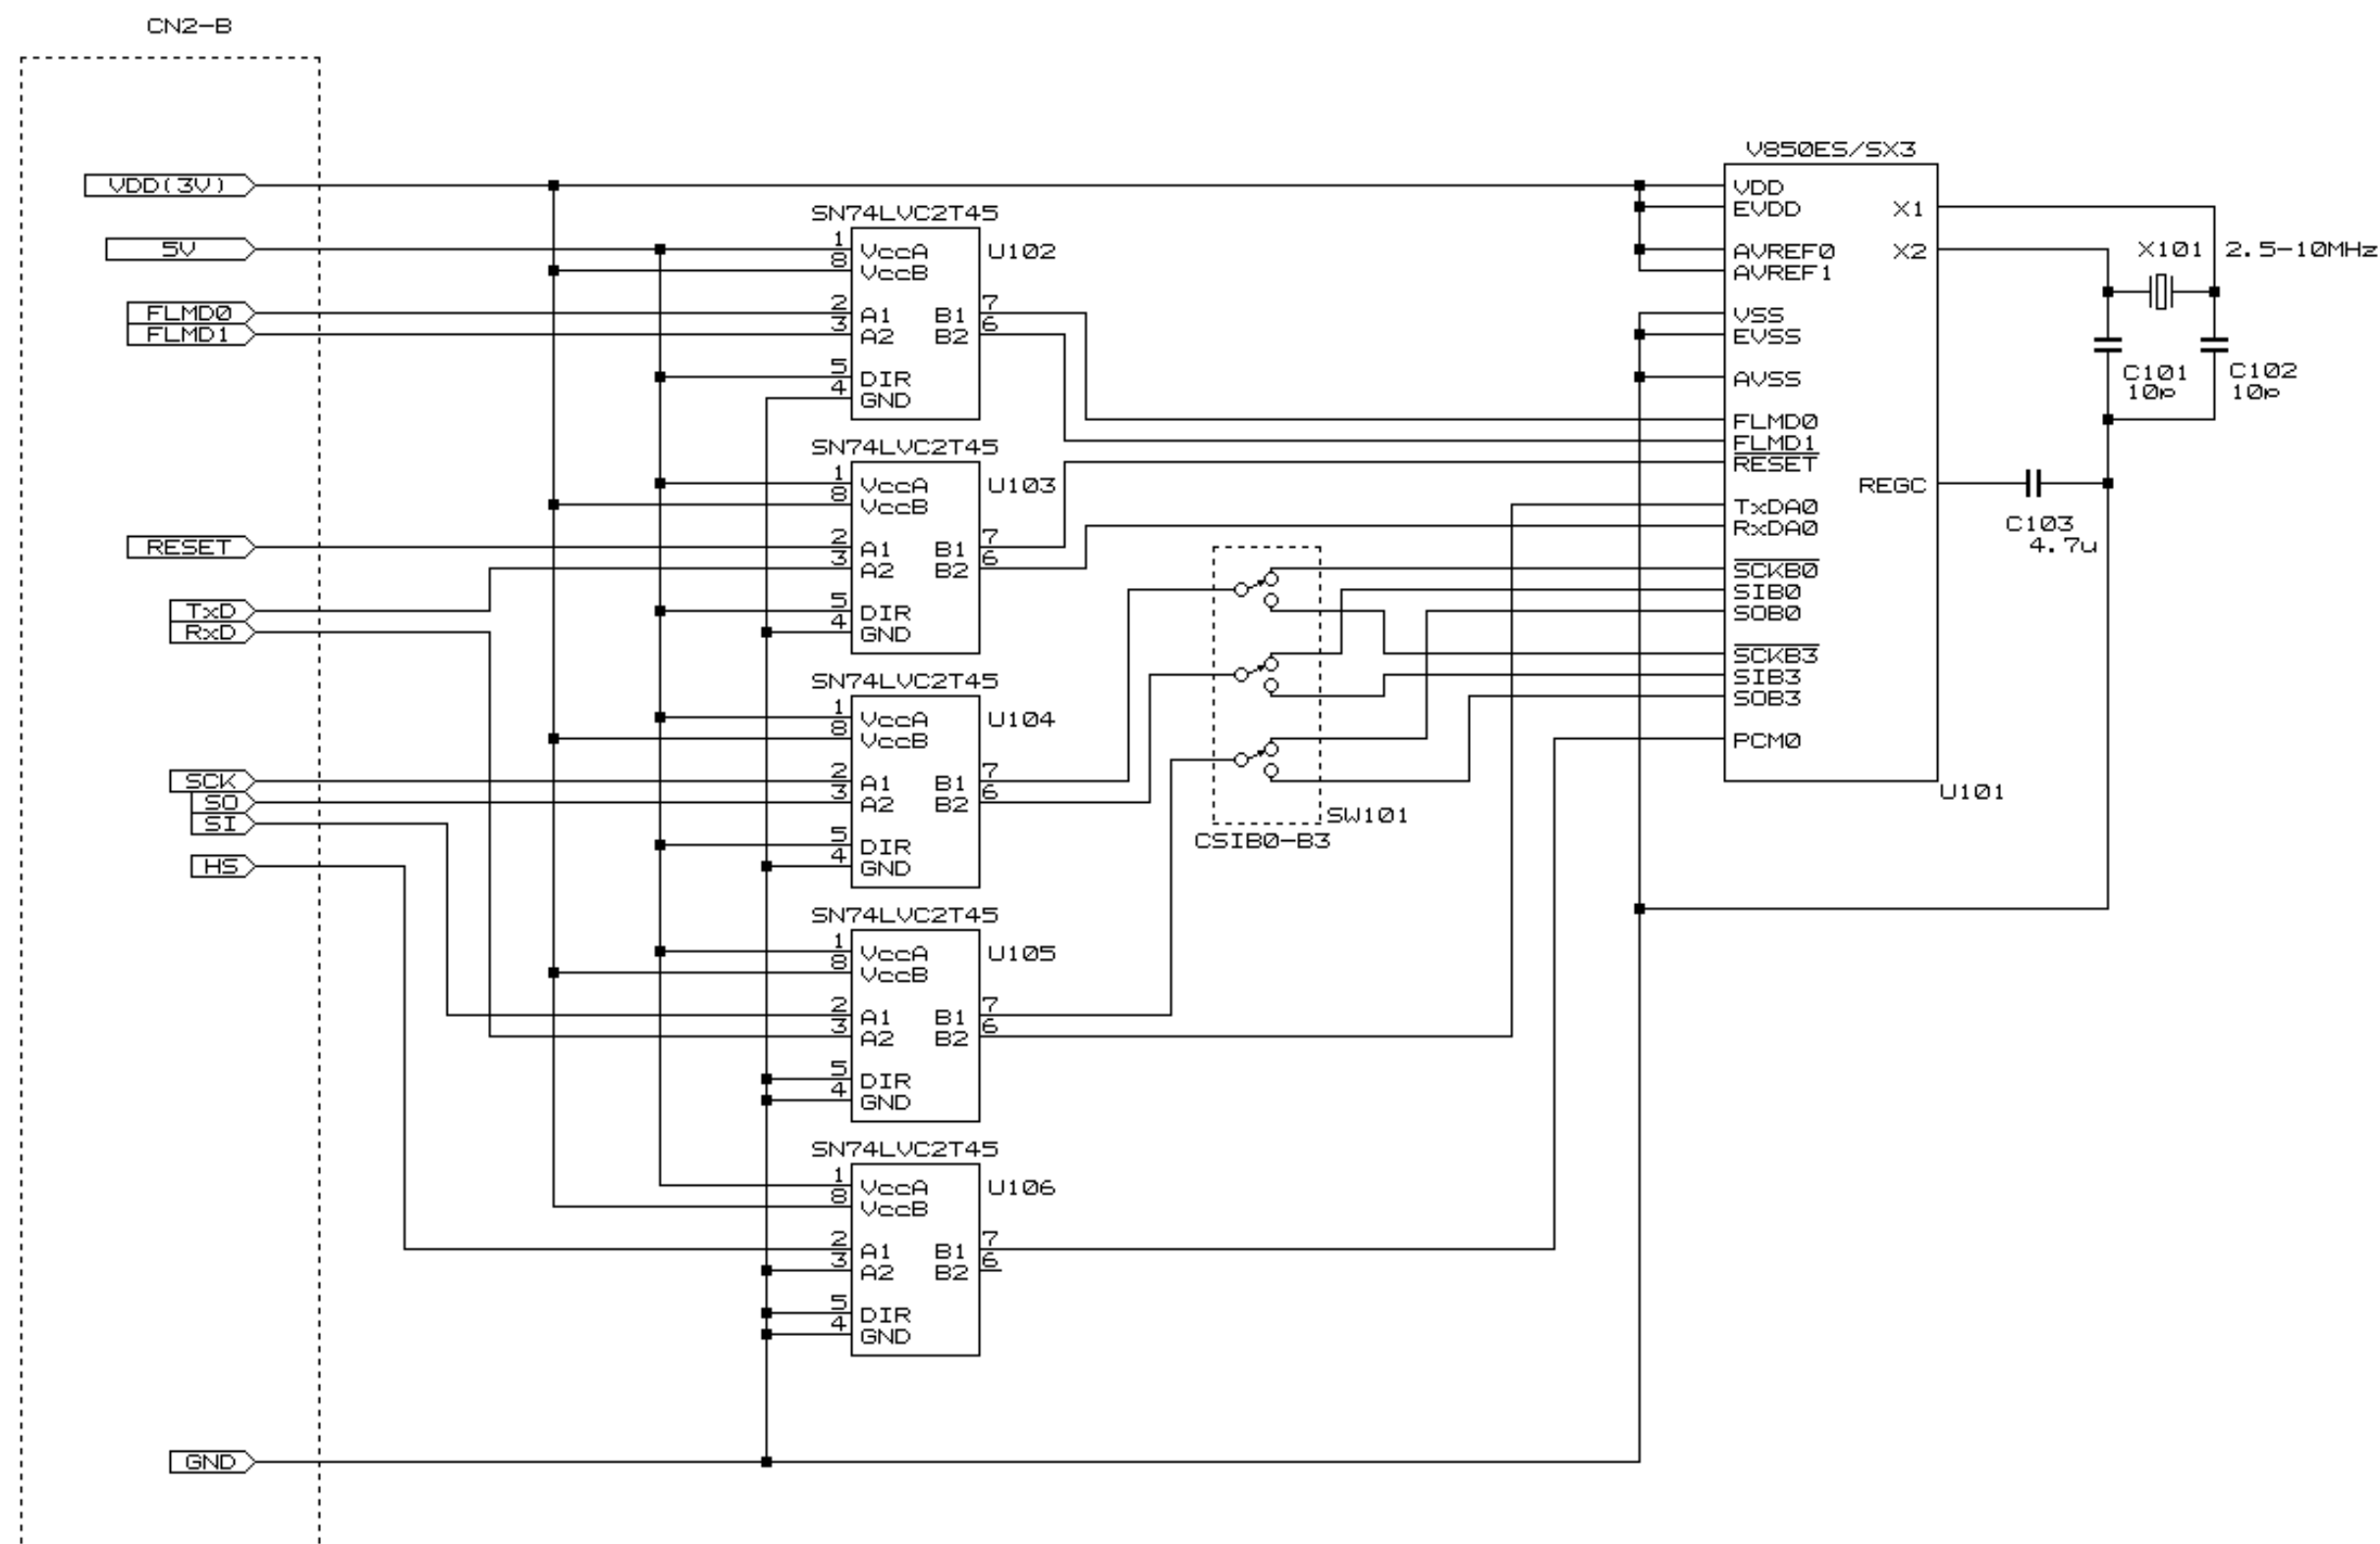 CN2-B
VDD(3V)
5V
FLMD0
FLMD1
RESET
TxD
RxD
SCK
SO
SI
HS
GND
SN74LVC2T45
U102
1 VccA
8 VccB
2 A1 B1 7
3 A2 B2 6
5 DIR
4 GND
SN74LVC2T45
U103
1 VccA
8 VccB
2 A1 B1 7
3 A2 B2 6
5 DIR
4 GND
SN74LVC2T45
U104
1 VccA
8 VccB
2 A1 B1 7
3 A2 B2 6
5 DIR
4 GND
SN74LVC2T45
U105
1 VccA
8 VccB
2 A1 B1 7
3 A2 B2 6
5 DIR
4 GND
SN74LVC2T45
U106
1 VccA
8 VccB
2 A1 B1 7
3 A2 B2 6
5 DIR
4 GND
SW101
CSIB0-B3
V850ES/SX3
VDD
EVDD X1
AVREF0 X2
AVREF1
VSS
EVSS
AVSS
FLMD0
FLMD1
RESET
REGC
TxDA0
RxDA0
SCKB0
SIB0
SOB0
SCKB3
SIB3
SOB3
PCM0
U101
X101 2.5-10MHz
C101
10p
C102
10p
C103
4.7u